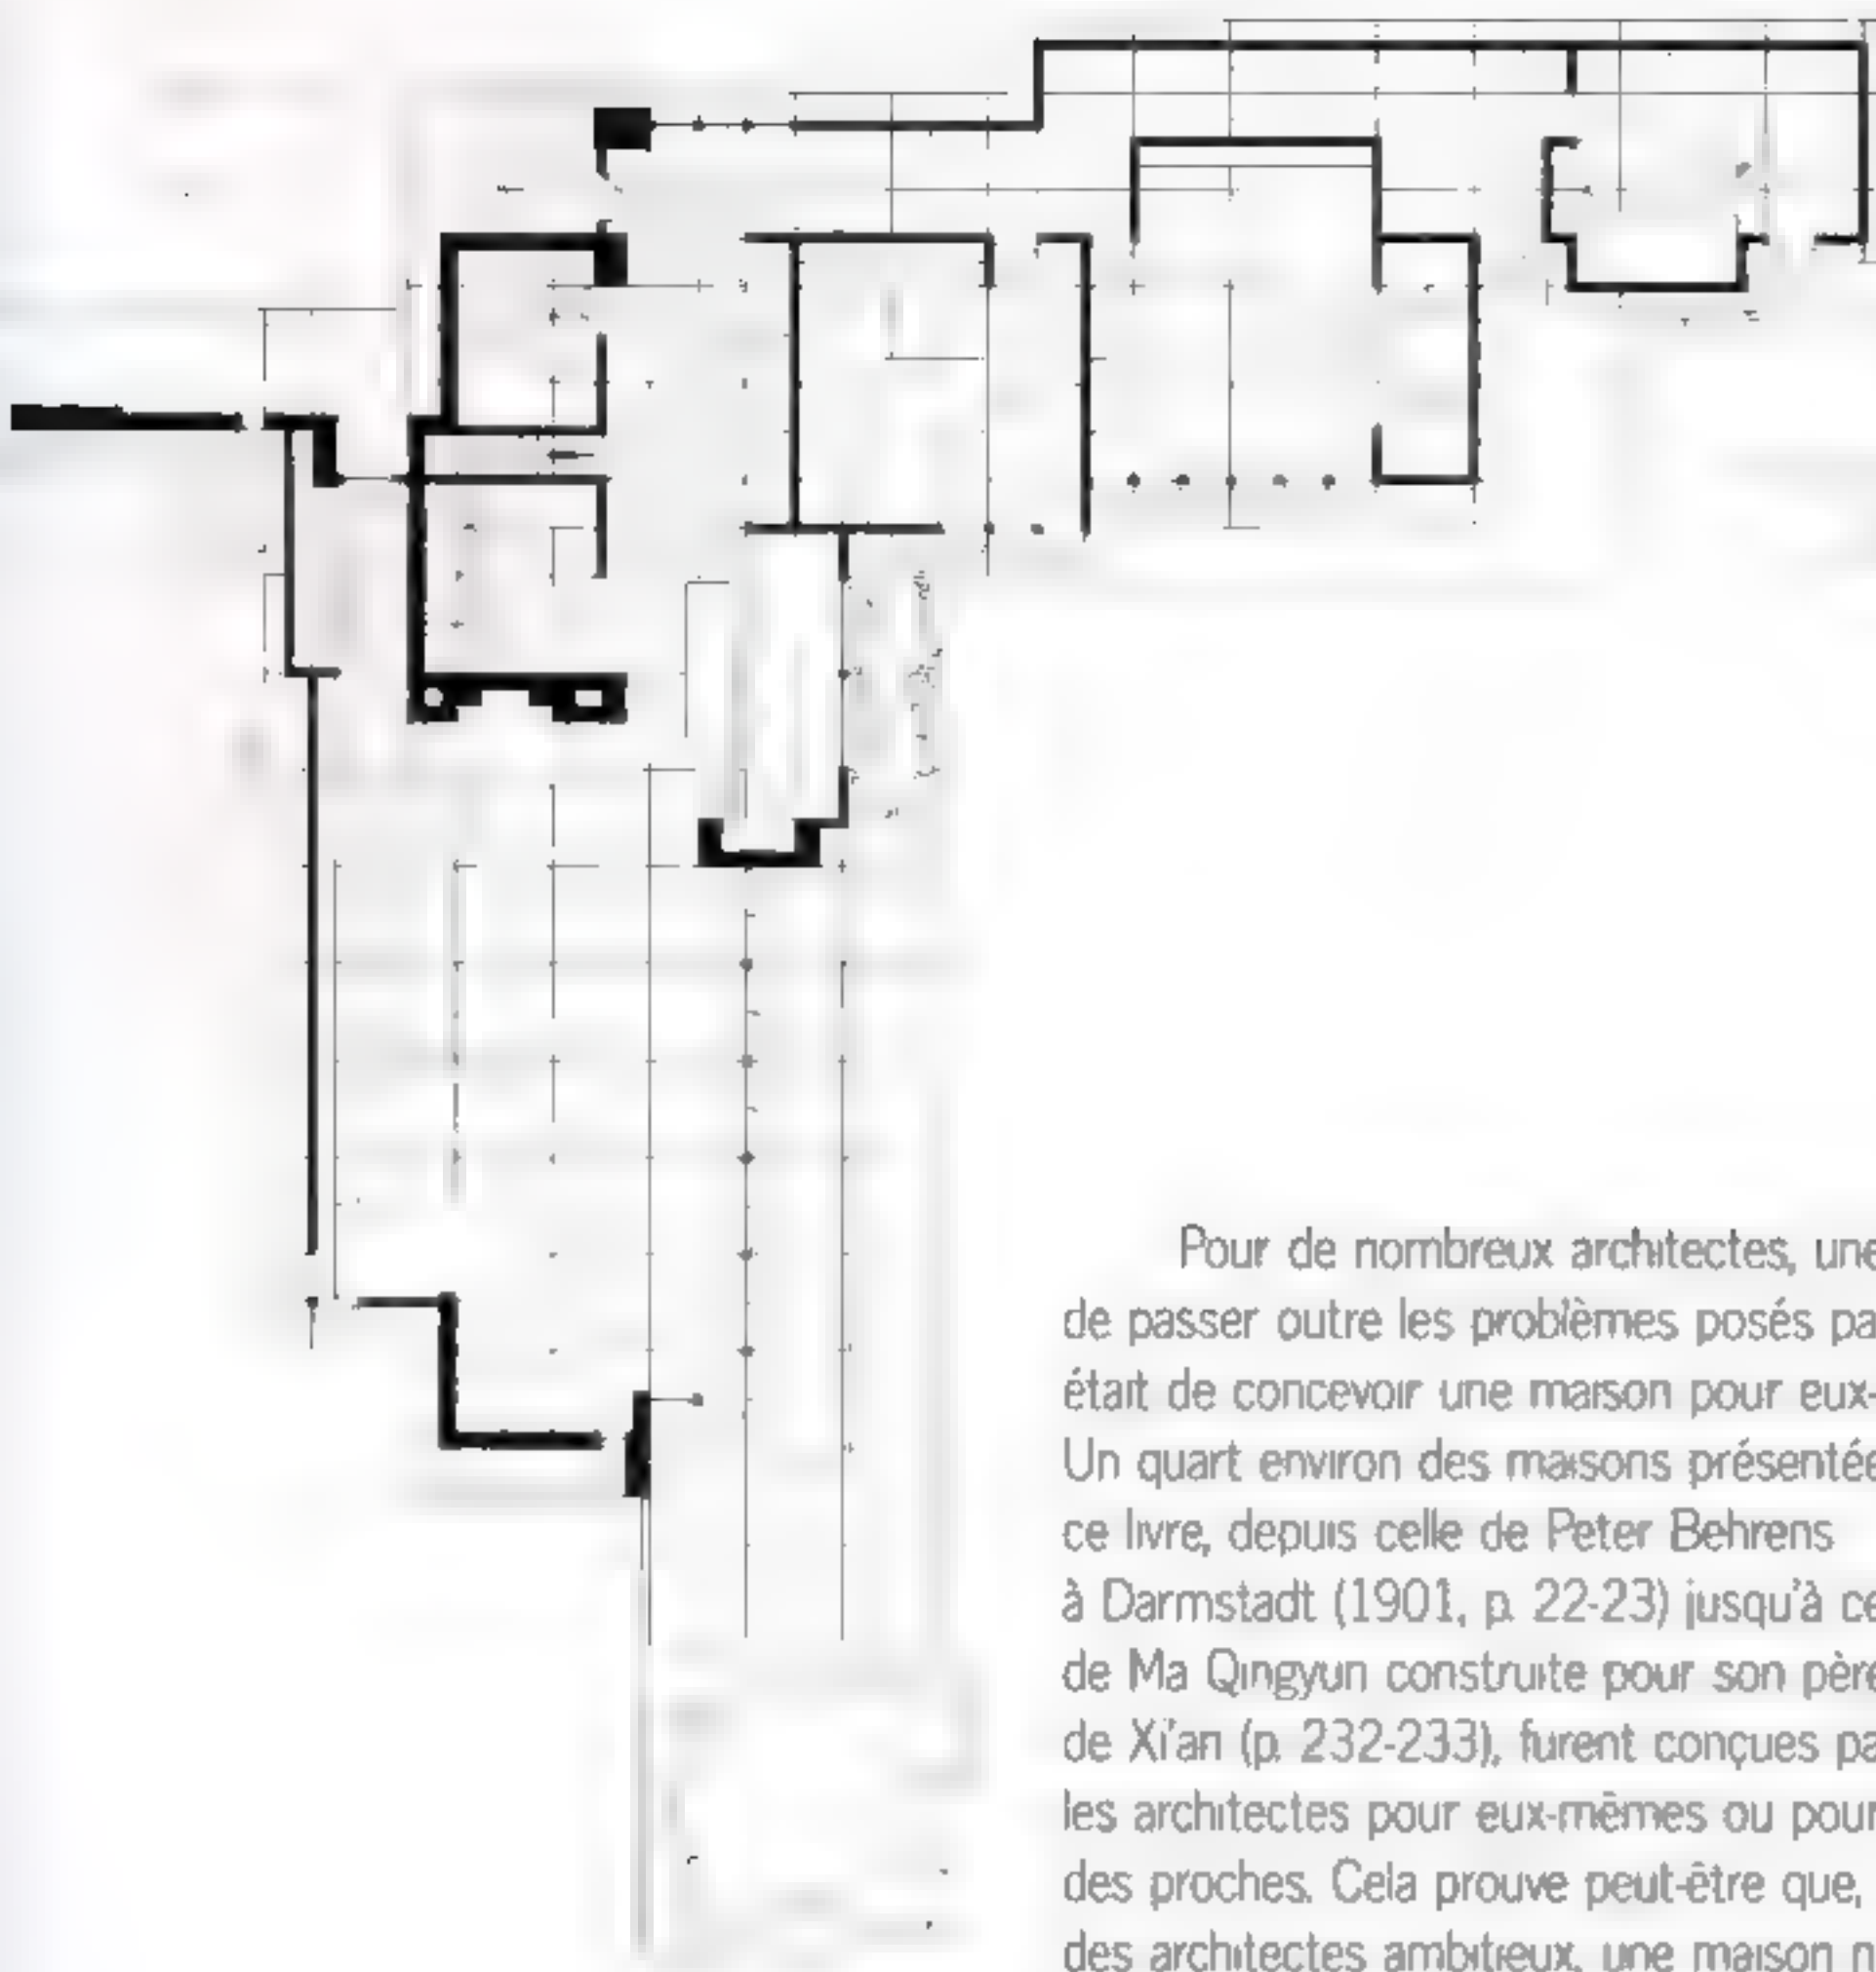 Pour de nombreux architectes, une
de passer outre les problèmes posés pa
était de concevoir une maison pour eux-
Un quart environ des maisons présentée
ce livre, depuis celle de Peter Behrens
à Darmstadt (1901, p. 22-23) jusqu'à ce
de Ma Qingyun construite pour son père
de Xi'an (p. 232-233), furent conçues pa
les architectes pour eux-mêmes ou pour
des proches. Cela prouve peut-être que,
des architectes ambitieux, une maison n